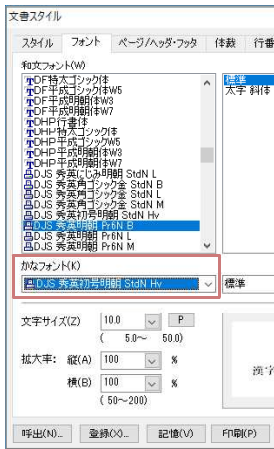 文書スタイル
スタイル フォント ページ/ヘッダ・フッタ 体裁 行番
和文フォント(W)
DF特太ゴシック体
DF平成ゴシック体W5
DF平成明朝体W3
DF平成明朝体W7
DHP行書体
DHP特太ゴシック体
DHP平成ゴシックW5
DHP平成明朝体W3
DHP平成明朝体W7
DJS 秀英にじみ明朝 StdN L
DJS 秀英角ゴシック金 StdN B
DJS 秀英角ゴシック金 StdN L
DJS 秀英角ゴシック金 StdN M
DJS 秀英初号明朝 StdN Hv
DJS 秀英明朝 Pr6N B
DJS 秀英明朝 Pr6N L
DJS 秀英明朝 Pr6N M
標準
太字 斜体
かなフォント(K)
DJS 秀英初号明朝 StdN Hv 標準
文字サイズ(Z) 10.0 P
( 5.0～ 50.0)
拡大率: 縦(A) 100 %
横(B) 100 %
( 50～200)
漢字
呼出(N)... 登録(X)... 記憶(V) F印刷(P)